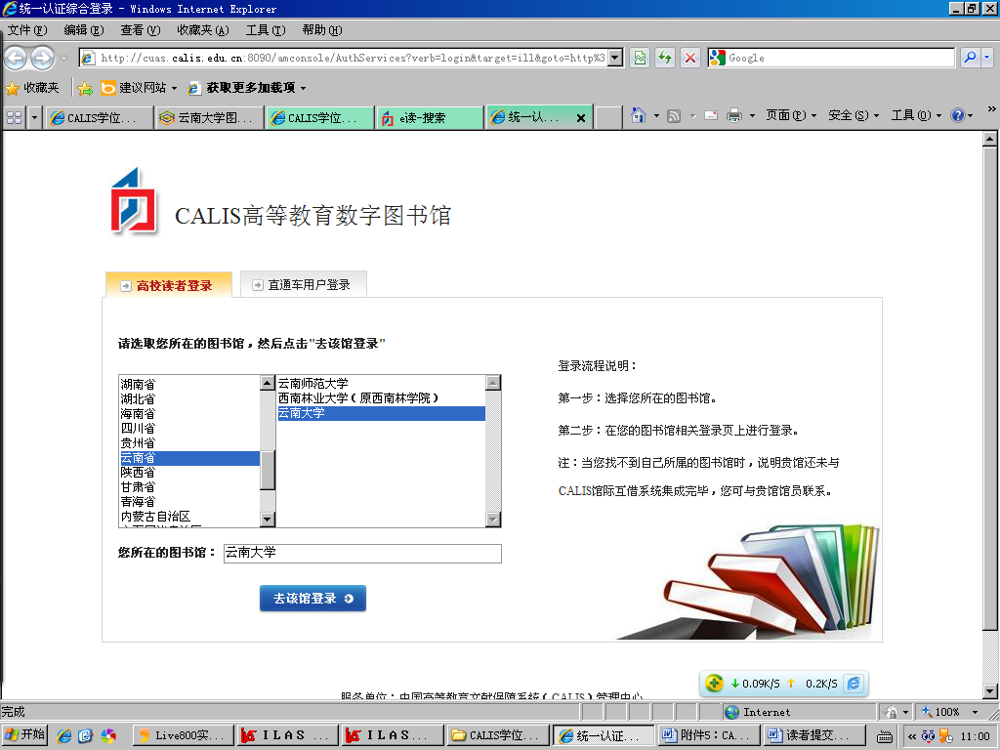 统一认证综合登录 - Windows Internet Explorer
文件(F) 编辑(E) 查看(V) 收藏夹(A) 工具(T) 帮助(H)
http://cuas.calis.edu.cn:8090/amconsole/AuthServices?verb=login&target=ill&goto=http%3
Google
收藏夹 建议网站 获取更多加载项
CALIS学位... 云南大学图... CALIS学位... e读-搜索 统一认... 页面(P) 安全(S) 工具(O)
CALIS高等教育数字图书馆
高校读者登录 直通车用户登录
请选取您所在的图书馆，然后点击"去该馆登录"
湖南省
湖北省
海南省
四川省
贵州省
云南省
陕西省
甘肃省
青海省
内蒙古自治区
云南师范大学
西南林业大学（原西南林学院）
云南大学
登录流程说明：
第一步：选择您所在的图书馆。
第二步：在您的图书馆相关登录页上进行登录。
注：当您找不到自己所属的图书馆时，说明贵馆还未与
CALIS馆际互借系统集成完毕，您可与贵馆馆员联系。
您所在的图书馆： 云南大学
去该馆登录
服务单位：中国高等教育文献保障系统（CALIS）管理中心
0.09K/S 0.2K/S
完成 Internet 100%
开始 Live800实... ILAS... ILAS... CALIS学位... 统一认证... 附件5：CA... 读者提交... « 11:00